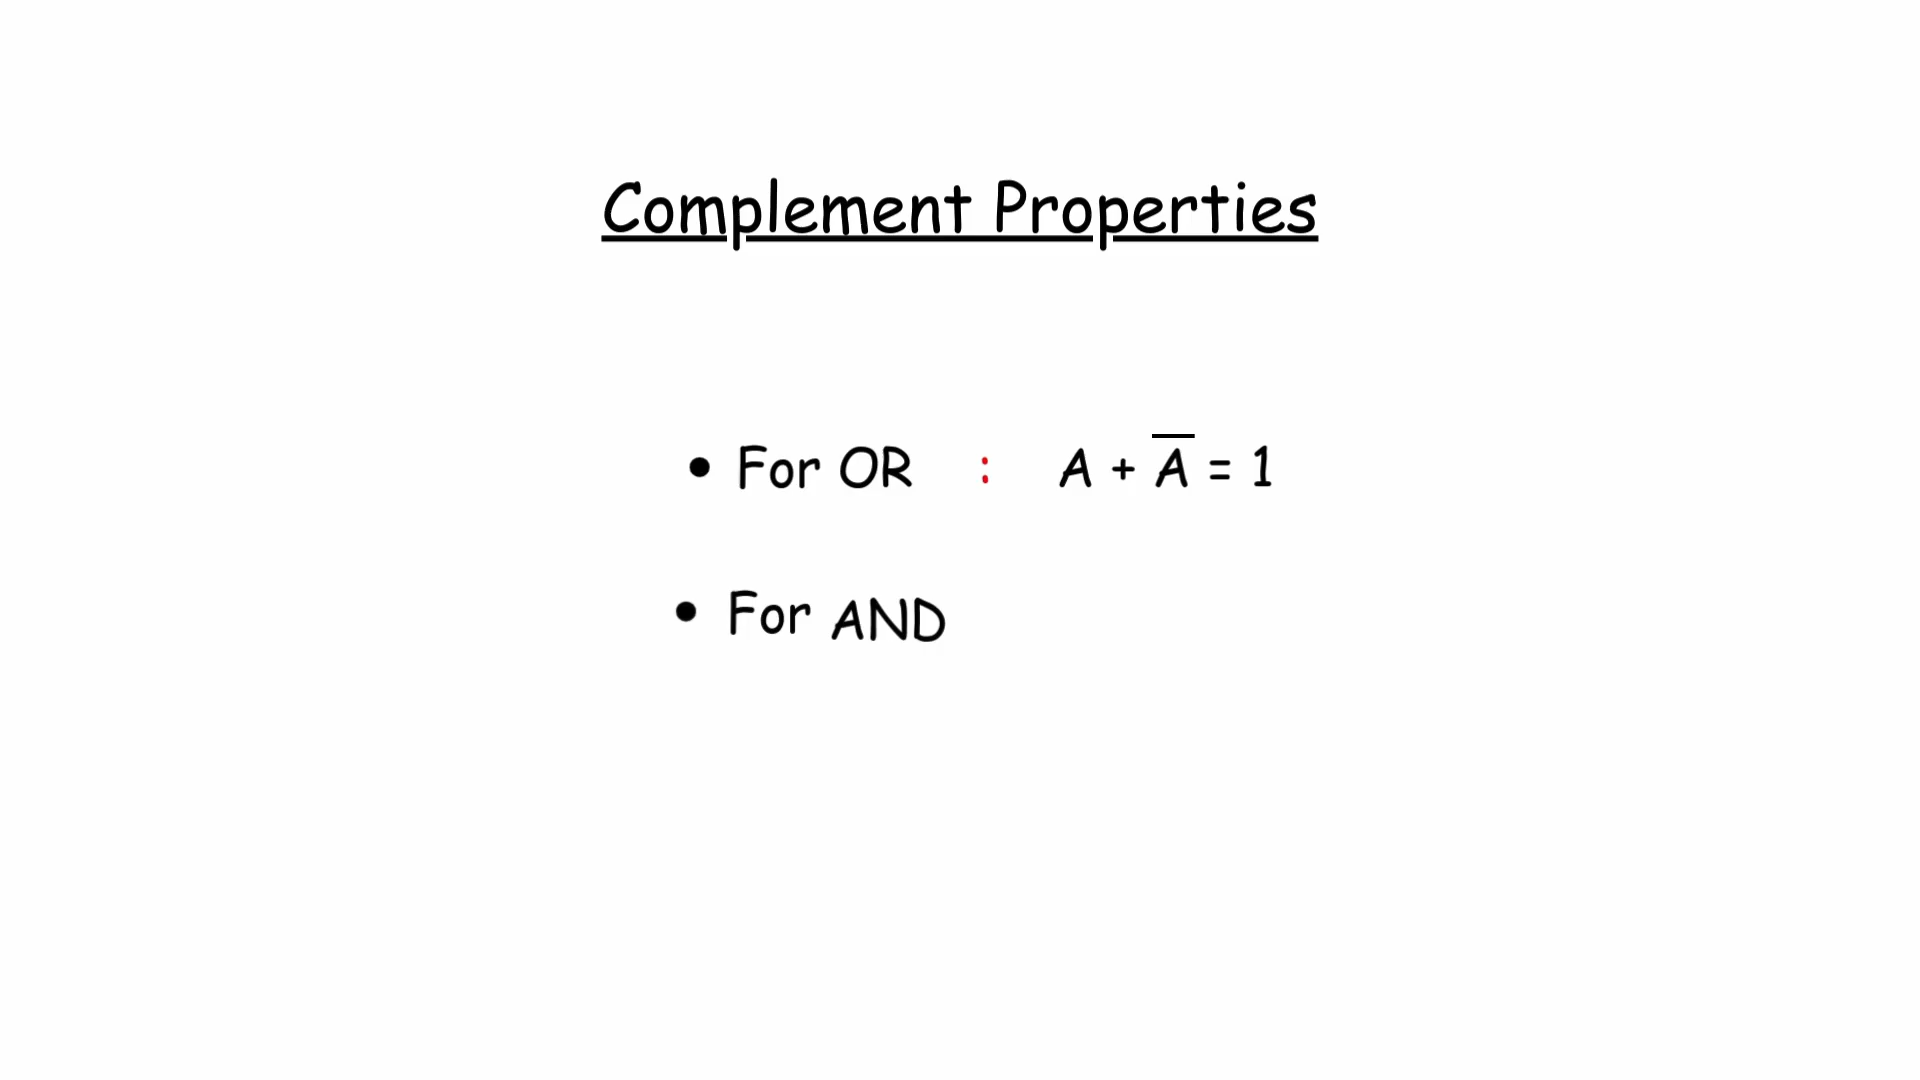 Complement Properties
• For OR : A + A̅ = 1
• For AND